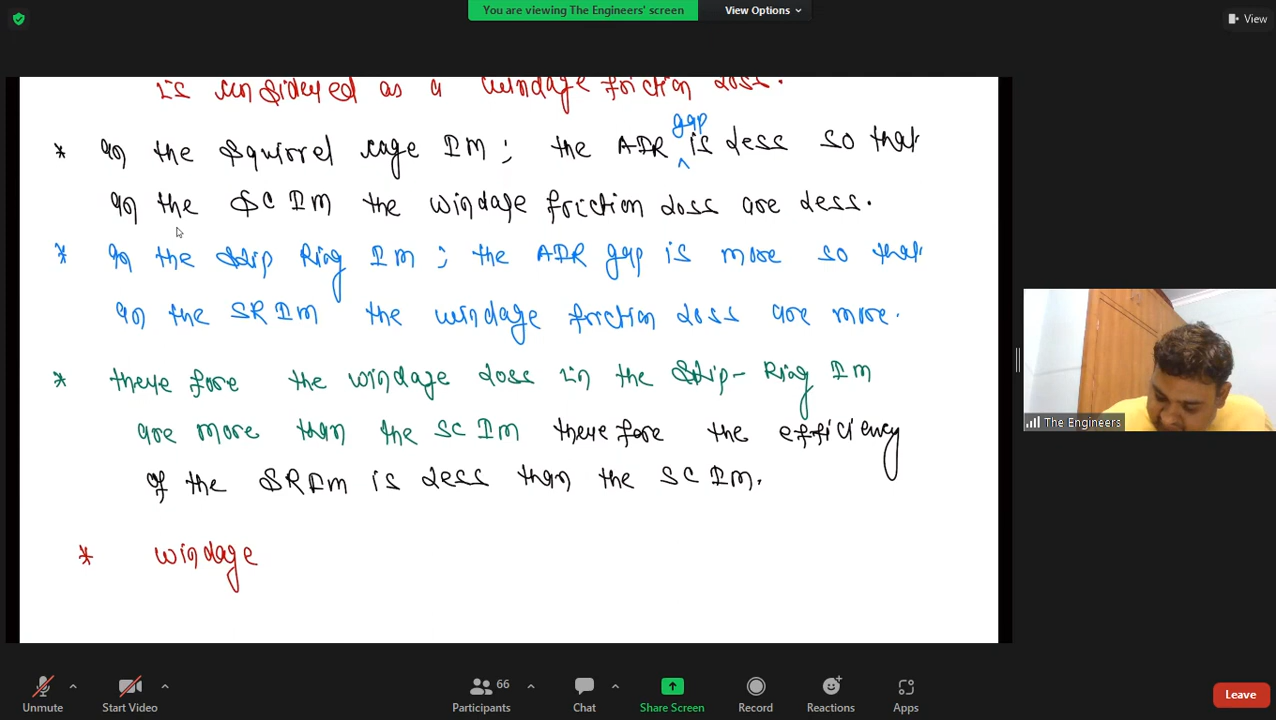 You are viewing The Engineers' screen
View Options
View
is considered as a windage friction loss.
gap
* In the Squirrel cage IM ; the AIR ^ is less so that
In the SCIM the windage friction loss are less.
* In the Slip Ring IM ; the AIR gap is more so that
In the SRIM the windage friction loss are more.
* there fore the windage loss in the Slip-Ring IM
are more than the SCIM there fore the efficiency
of the SRIM is less than the SCIM.
* windage
The Engineers
Unmute
Start Video
66
Participants
Chat
Share Screen
Record
Reactions
Apps
Leave